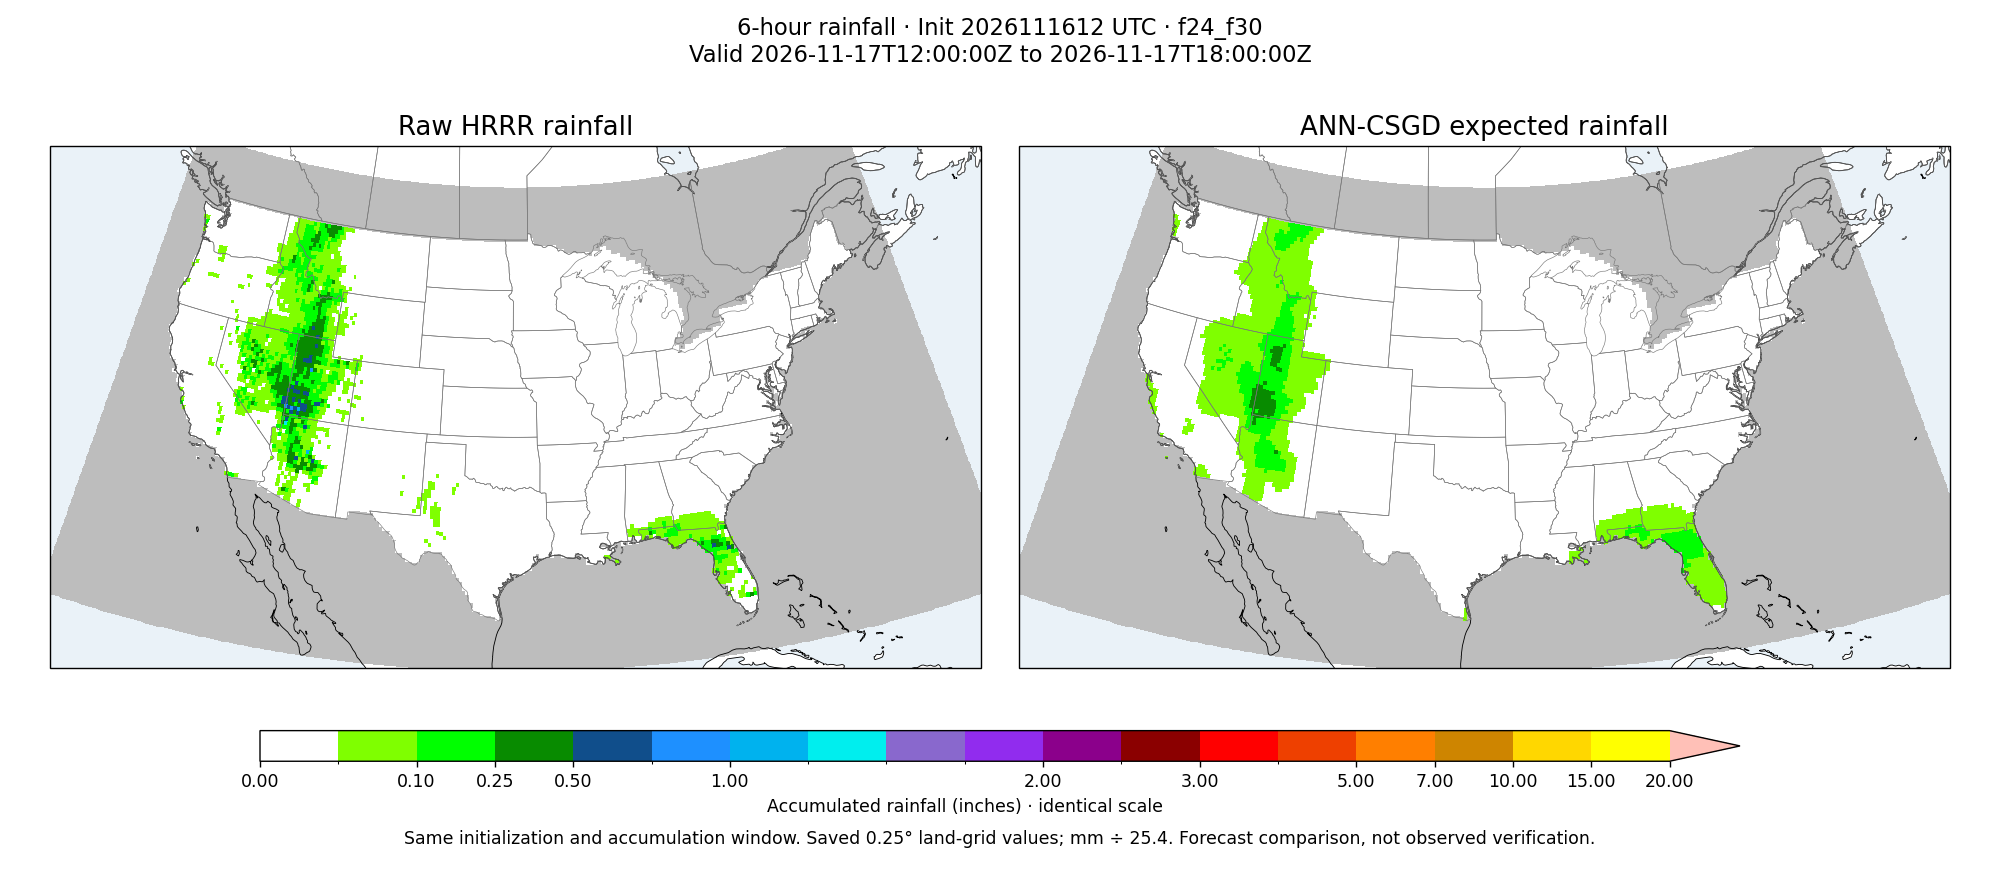 6-hour rainfall · Init 2026111612 UTC · f24_f30
Valid 2026-11-17T12:00:00Z to 2026-11-17T18:00:00Z
Raw HRRR rainfall
ANN-CSGD expected rainfall
0.00 0.10 0.25 0.50 1.00 2.00 3.00 5.00 7.00 10.00 15.00 20.00
Accumulated rainfall (inches) · identical scale
Same initialization and accumulation window. Saved 0.25° land-grid values; mm ÷ 25.4. Forecast comparison, not observed verification.